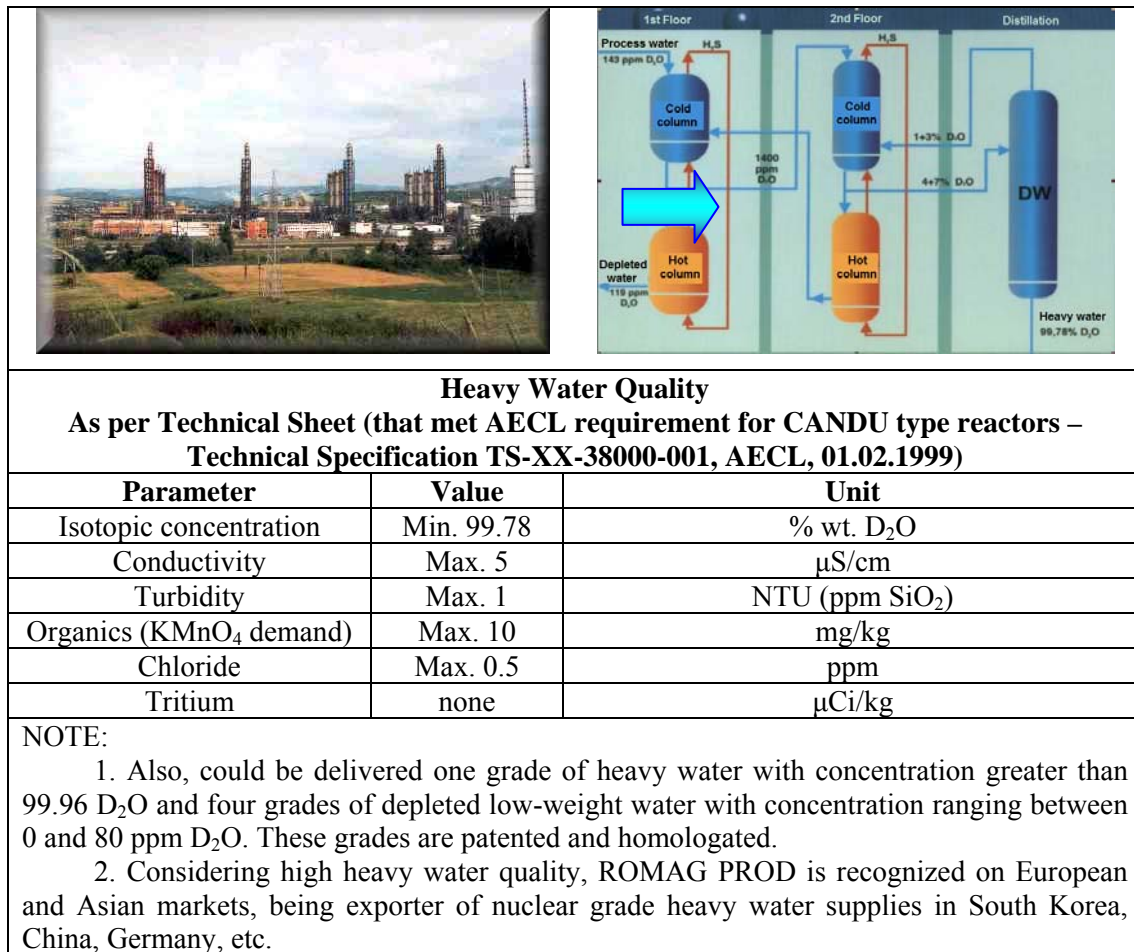 1st Floor
2nd Floor
Distillation
Process water
143 ppm D₂O
H₂S
H₂S
Cold
column
Cold
column
1÷3% D₂O
1400
ppm
D₂O
4÷7% D₂O
DW
Hot
column
Hot
column
Depleted
water
119 ppm
D₂O
Heavy water
99,78% D₂O
Heavy Water Quality
As per Technical Sheet (that met AECL requirement for CANDU type reactors –
Technical Specification TS-XX-38000-001, AECL, 01.02.1999)
Parameter Value Unit
Isotopic concentration Min. 99.78 % wt. D₂O
Conductivity Max. 5 μS/cm
Turbidity Max. 1 NTU (ppm SiO₂)
Organics (KMnO₄ demand) Max. 10 mg/kg
Chloride Max. 0.5 ppm
Tritium none μCi/kg
NOTE:
1. Also, could be delivered one grade of heavy water with concentration greater than
99.96 D₂O and four grades of depleted low-weight water with concentration ranging between
0 and 80 ppm D₂O. These grades are patented and homologated.
2. Considering high heavy water quality, ROMAG PROD is recognized on European
and Asian markets, being exporter of nuclear grade heavy water supplies in South Korea,
China, Germany, etc.